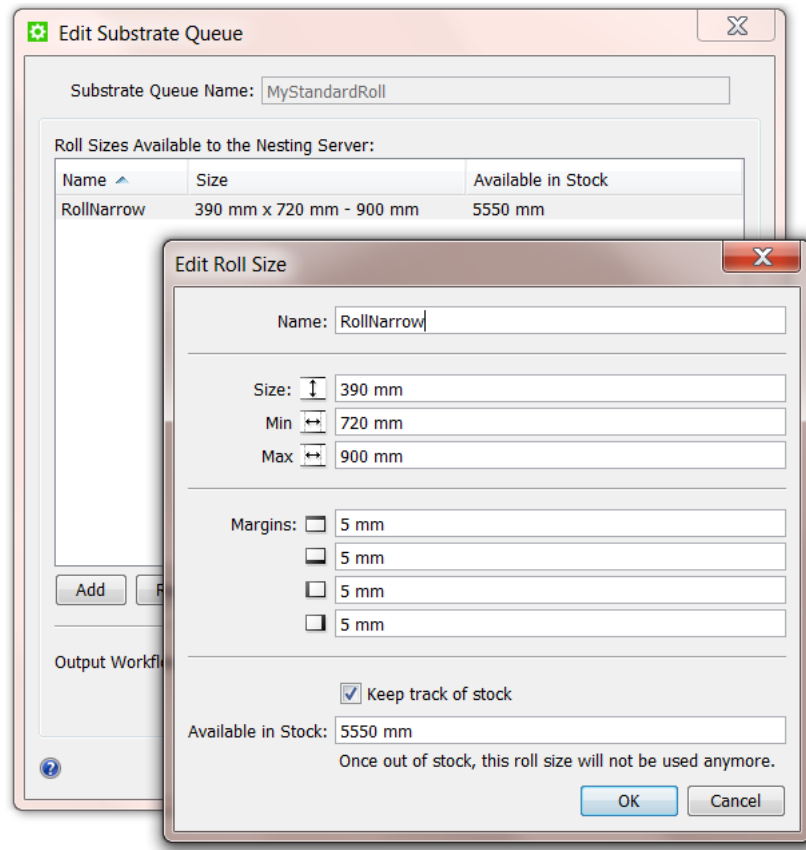 Edit Substrate Queue
Substrate Queue Name: MyStandardRoll
Roll Sizes Available to the Nesting Server:
Name Size Available in Stock
RollNarrow 390 mm x 720 mm - 900 mm 5550 mm
Add
Output
Edit Roll Size
Name: RollNarrow
Size: 390 mm
Min 720 mm
Max 900 mm
Margins: 5 mm
5 mm
5 mm
5 mm
Keep track of stock
Available in Stock: 5550 mm
Once out of stock, this roll size will not be used anymore.
OK Cancel